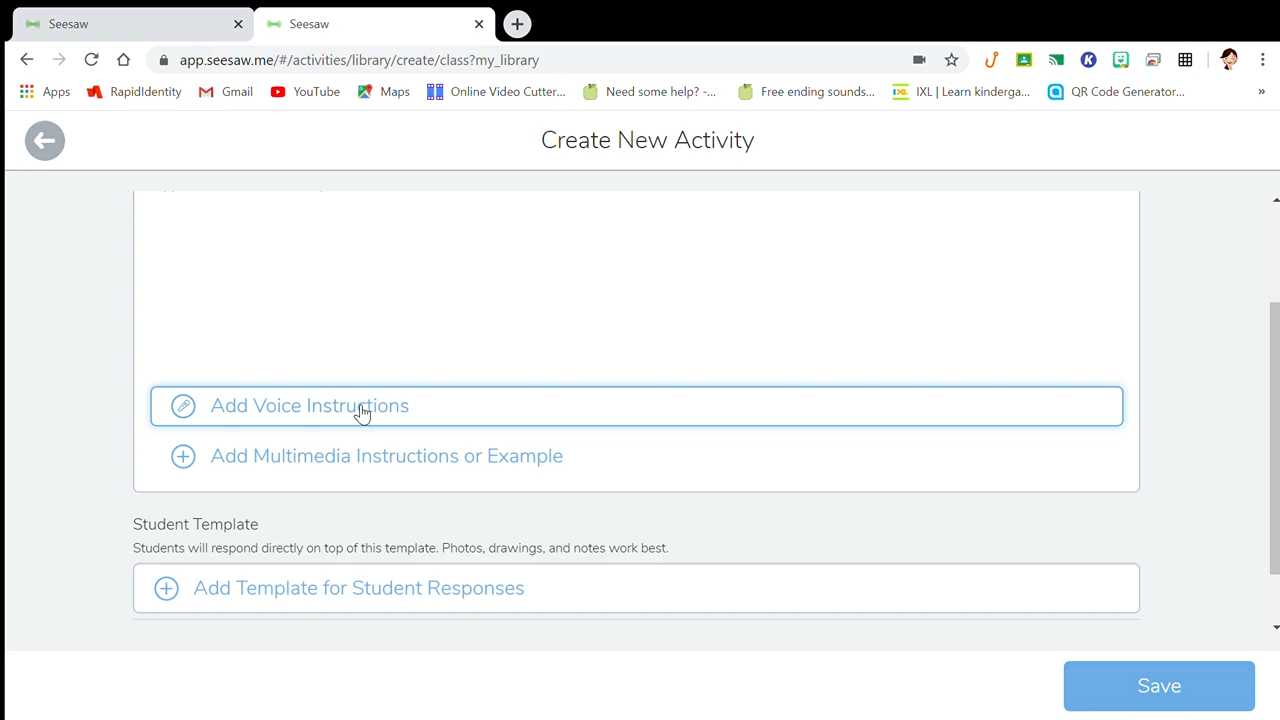 Seesaw
Seesaw
app.seesaw.me/#/activities/library/create/class?my_library
Apps RapidIdentity Gmail YouTube Maps Online Video Cutter... Need some help? -... Free ending sounds... IXL | Learn kinderga... QR Code Generator... »
Create New Activity
Add Voice Instructions
Add Multimedia Instructions or Example
Student Template
Students will respond directly on top of this template. Photos, drawings, and notes work best.
Add Template for Student Responses
Save